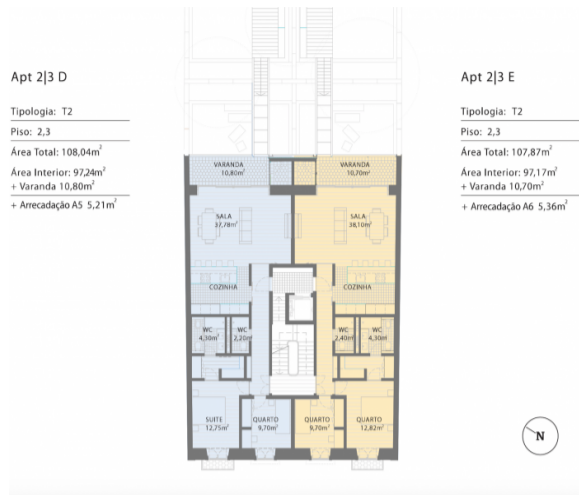 Apt 2|3 D
Tipologia: T2
Piso: 2,3
Área Total: 108,04m²
Área Interior: 97,24m²
+ Varanda 10,80m²
+ Arrecadação A5 5,21m²
Apt 2|3 E
Tipologia: T2
Piso: 2,3
Área Total: 107,87m²
Área Interior: 97,17m²
+ Varanda 10,70m²
+ Arrecadação A6 5,36m²
VARANDA
10,80m²
VARANDA
10,70m²
SALA
37,78m²
SALA
38,10m²
COZINHA
COZINHA
WC
4,30m²
WC
2,20m²
WC
2,40m²
WC
4,30m²
SUITE
12,75m²
QUARTO
9,70m²
QUARTO
9,70m²
QUARTO
12,82m²
N